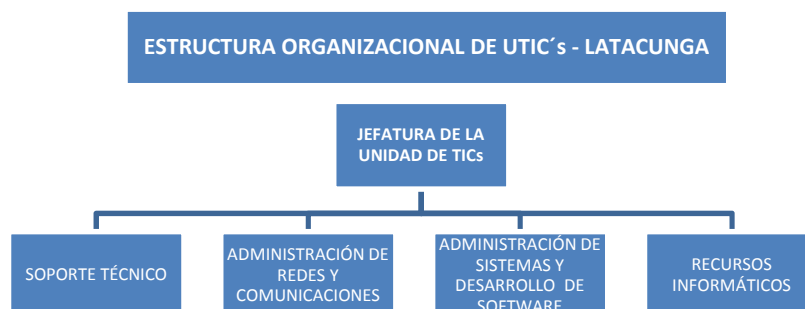 ESTRUCTURA ORGANIZACIONAL DE UTIC´s - LATACUNGA
JEFATURA DE LA
UNIDAD DE TICs
SOPORTE TÉCNICO
ADMINISTRACIÓN DE
REDES Y
COMUNICACIONES
ADMINISTRACIÓN DE
SISTEMAS Y
DESARROLLO DE
SOFTWARE
RECURSOS
INFORMÁTICOS